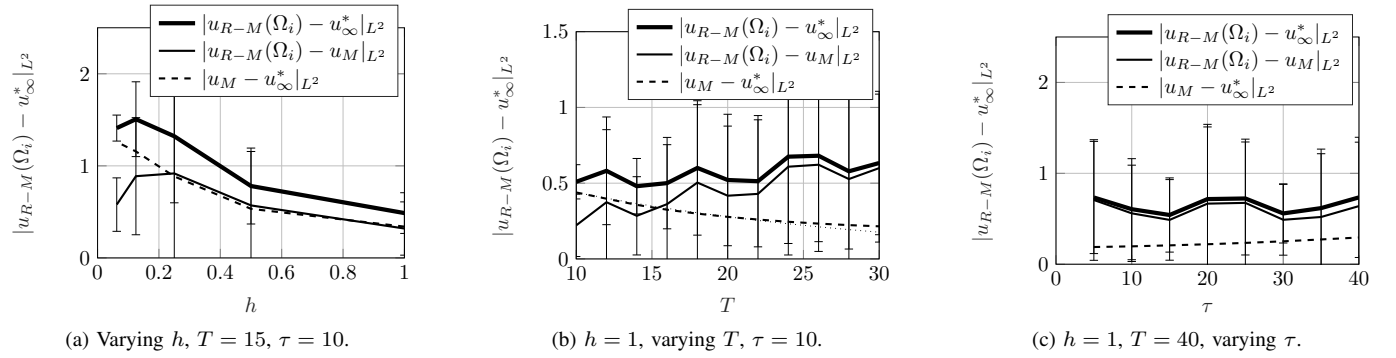 |u_{R−M}(Ω_i) − u^*_∞|_{L^2}
|u_{R−M}(Ω_i) − u_M|_{L^2}
|u_M − u^*_∞|_{L^2}
|u_{R−M}(Ω_i) − u^*_∞|_{L^2}
2
1
0
0 0.2 0.4 0.6 0.8 1
h
(a) Varying h, T = 15, τ = 10.
|u_{R−M}(Ω_i) − u^*_∞|_{L^2}
|u_{R−M}(Ω_i) − u_M|_{L^2}
|u_M − u^*_∞|_{L^2}
|u_{R−M}(Ω_i) − u^*_∞|_{L^2}
1.5
1
0.5
0
10 15 20 25 30
T
(b) h = 1, varying T, τ = 10.
|u_{R−M}(Ω_i) − u^*_∞|_{L^2}
|u_{R−M}(Ω_i) − u_M|_{L^2}
|u_M − u^*_∞|_{L^2}
|u_{R−M}(Ω_i) − u^*_∞|_{L^2}
2
1
0
0 10 20 30 40
τ
(c) h = 1, T = 40, varying τ.